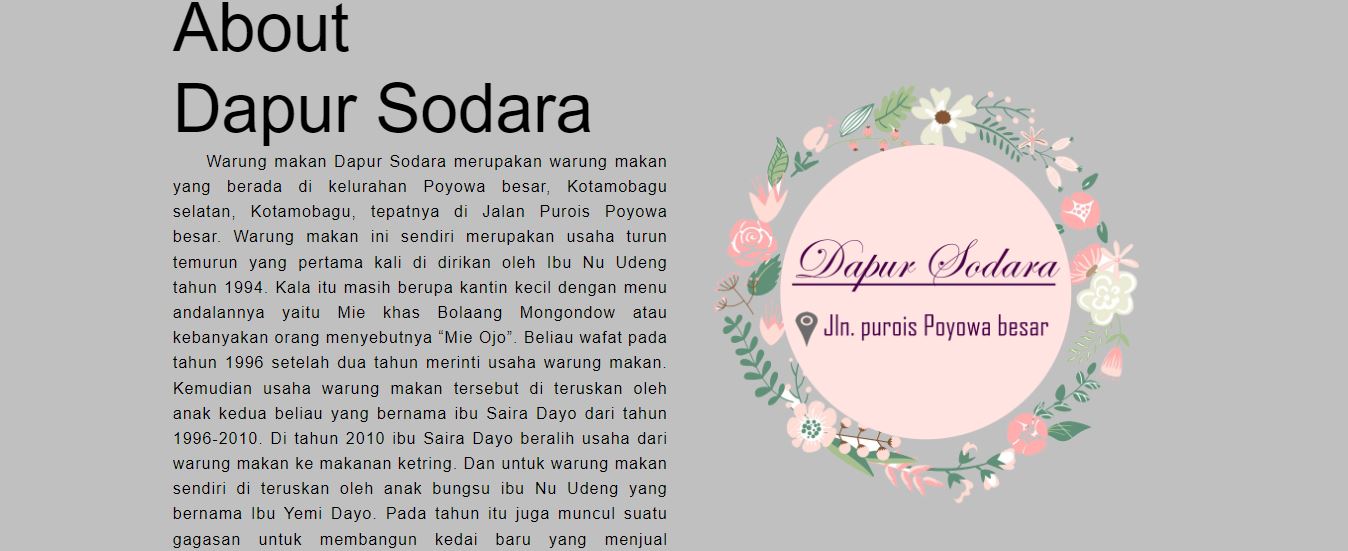 About
Dapur Sodara
Warung makan Dapur Sodara merupakan warung makan
yang berada di kelurahan Poyowa besar, Kotamobagu
selatan, Kotamobagu, tepatnya di Jalan Purois Poyowa
besar. Warung makan ini sendiri merupakan usaha turun
temurun yang pertama kali di dirikan oleh Ibu Nu Udeng
tahun 1994. Kala itu masih berupa kantin kecil dengan menu
andalannya yaitu Mie khas Bolaang Mongondow atau
kebanyakan orang menyebutnya “Mie Ojo”. Beliau wafat pada
tahun 1996 setelah dua tahun merinti usaha warung makan.
Kemudian usaha warung makan tersebut di teruskan oleh
anak kedua beliau yang bernama ibu Saira Dayo dari tahun
1996-2010. Di tahun 2010 ibu Saira Dayo beralih usaha dari
warung makan ke makanan ketring. Dan untuk warung makan
sendiri di teruskan oleh anak bungsu ibu Nu Udeng yang
bernama Ibu Yemi Dayo. Pada tahun itu juga muncul suatu
gagasan untuk membangun kedai baru yang menjual
Dapur Sodara
Jln. purois Poyowa besar